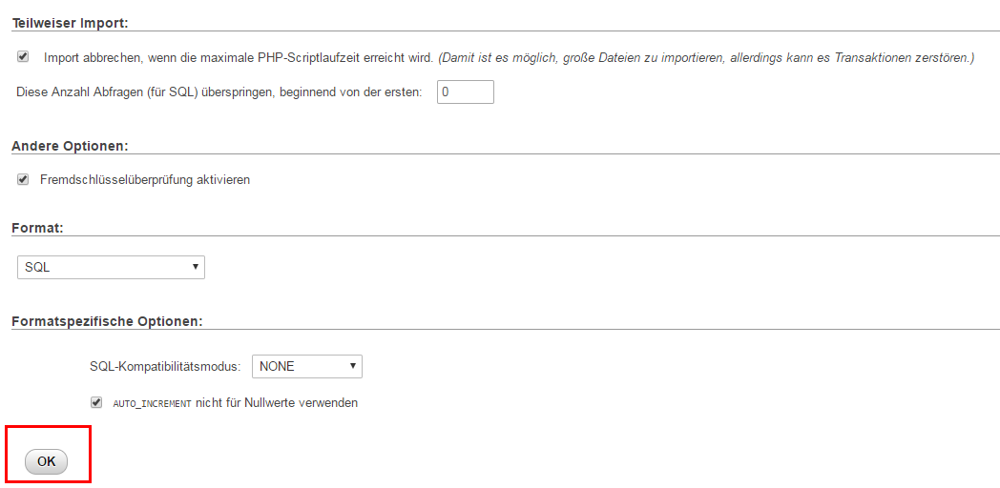 Teilweiser Import:
Import abbrechen, wenn die maximale PHP-Scriptlaufzeit erreicht wird. (Damit ist es möglich, große Dateien zu importieren, allerdings kann es Transaktionen zerstören.)
Diese Anzahl Abfragen (für SQL) überspringen, beginnend von der ersten: 0
Andere Optionen:
Fremdschlüsselüberprüfung aktivieren
Format:
SQL
Formatspezifische Optionen:
SQL-Kompatibilitätsmodus: NONE
AUTO_INCREMENT nicht für Nullwerte verwenden
OK